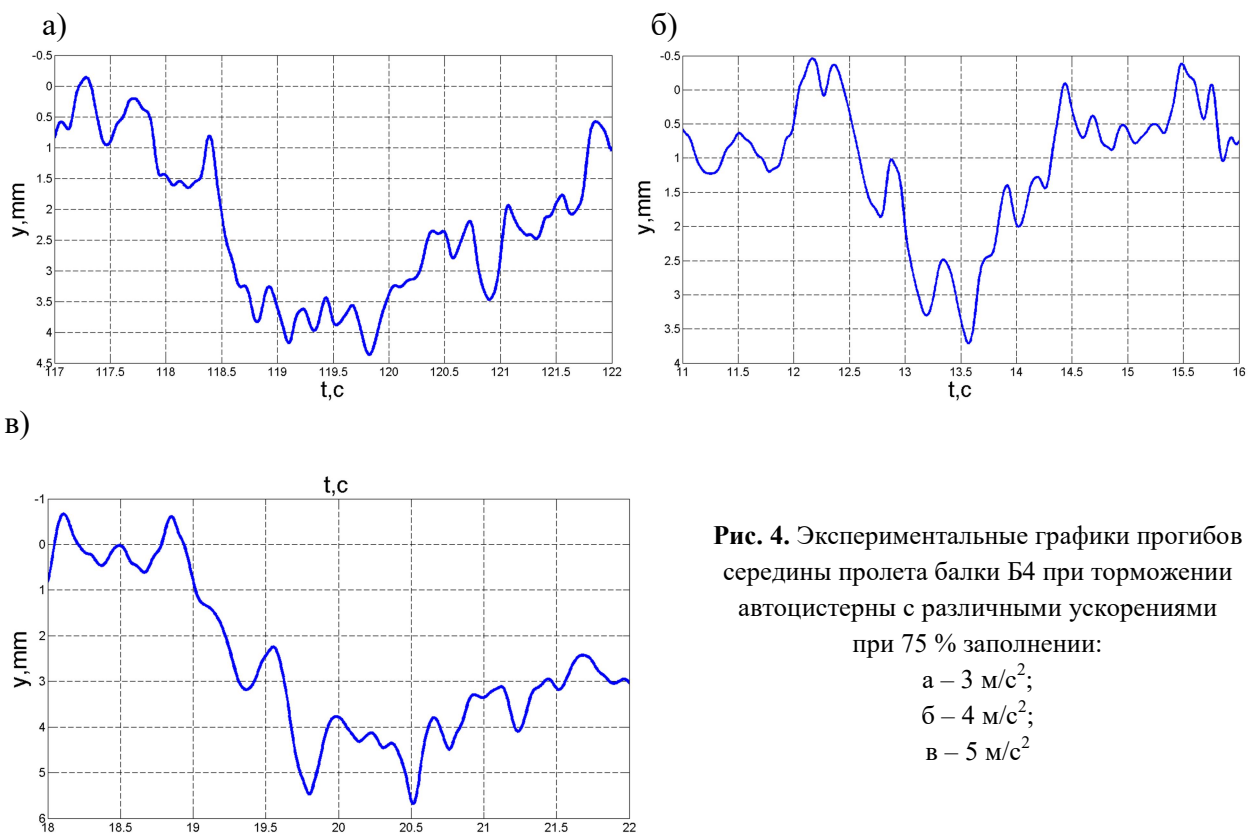 а)
-0.5
0
0.5
1
1.5
2
2.5
3
3.5
4
4.5
y,mm
117 117.5 118 118.5 119 119.5 120 120.5 121 121.5 122
t,c
б)
-0.5
0
0.5
1
1.5
2
2.5
3
3.5
4
y,mm
11 11.5 12 12.5 13 13.5 14 14.5 15 15.5 16
t,c
в)
t,c
-1
0
1
2
3
4
5
6
y,mm
18 18.5 19 19.5 20 20.5 21 21.5 22
Рис. 4. Экспериментальные графики прогибов
середины пролета балки Б4 при торможении
автоцистерны с различными ускорениями
при 75 % заполнении:
а – 3 м/с²;
б – 4 м/с²;
в – 5 м/с²